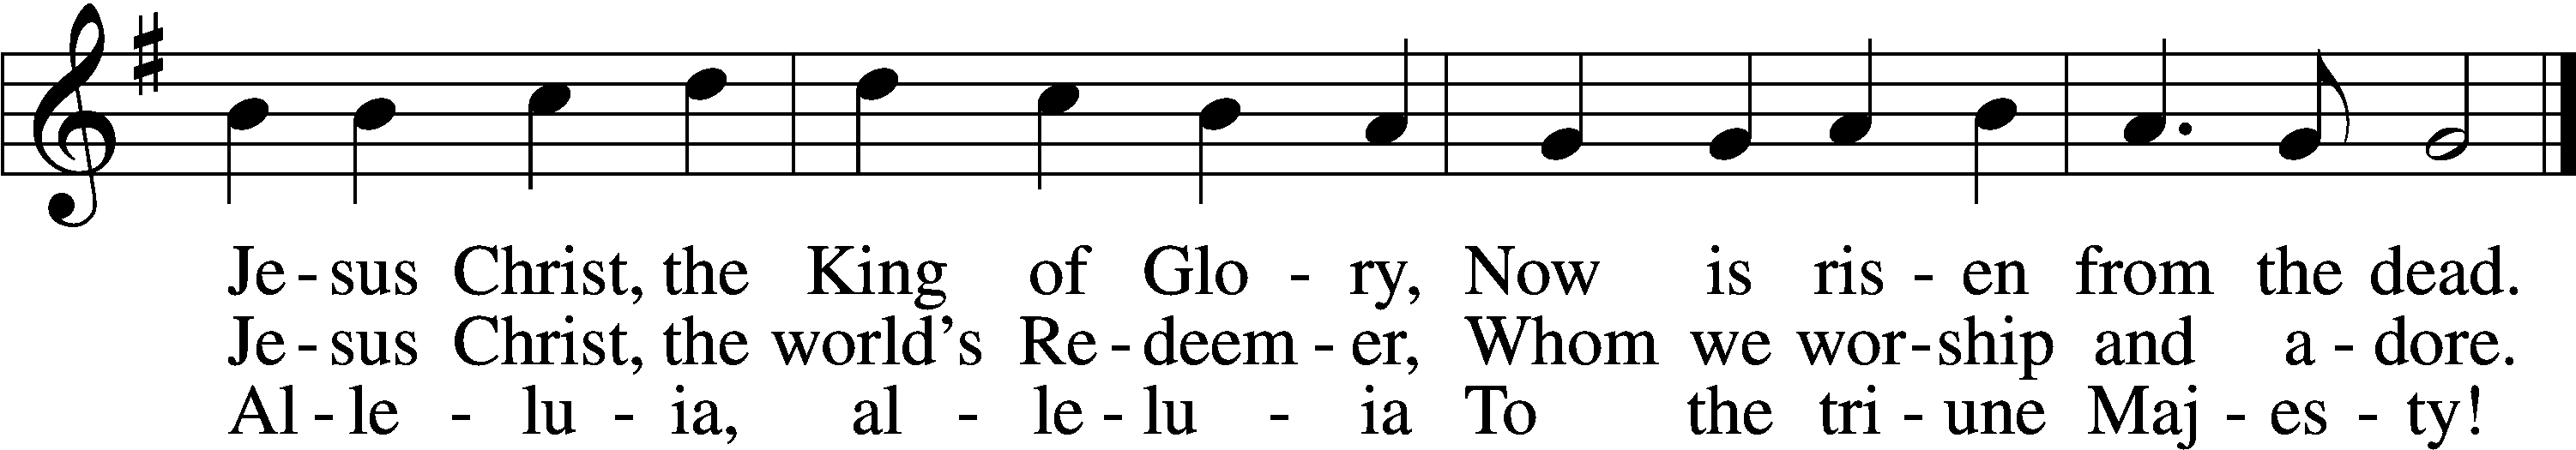 Je - sus Christ, the King of Glo - ry, Now is ris - en from the dead.
Je - sus Christ, the world's Re - deem - er, Whom we wor - ship and a - dore.
Al - le - lu - ia, al - le - lu - ia To the tri - une Maj - es - ty!